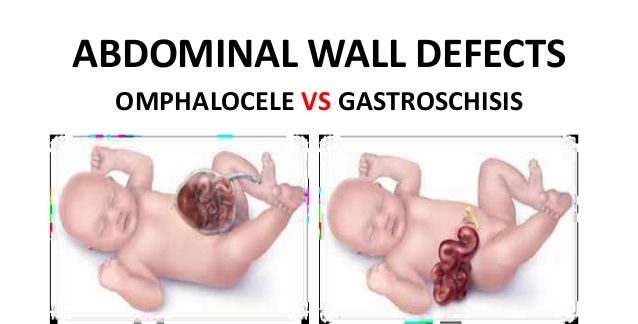 ABDOMINAL WALL DEFECTS
OMPHALOCELE VS GASTROSCHISIS